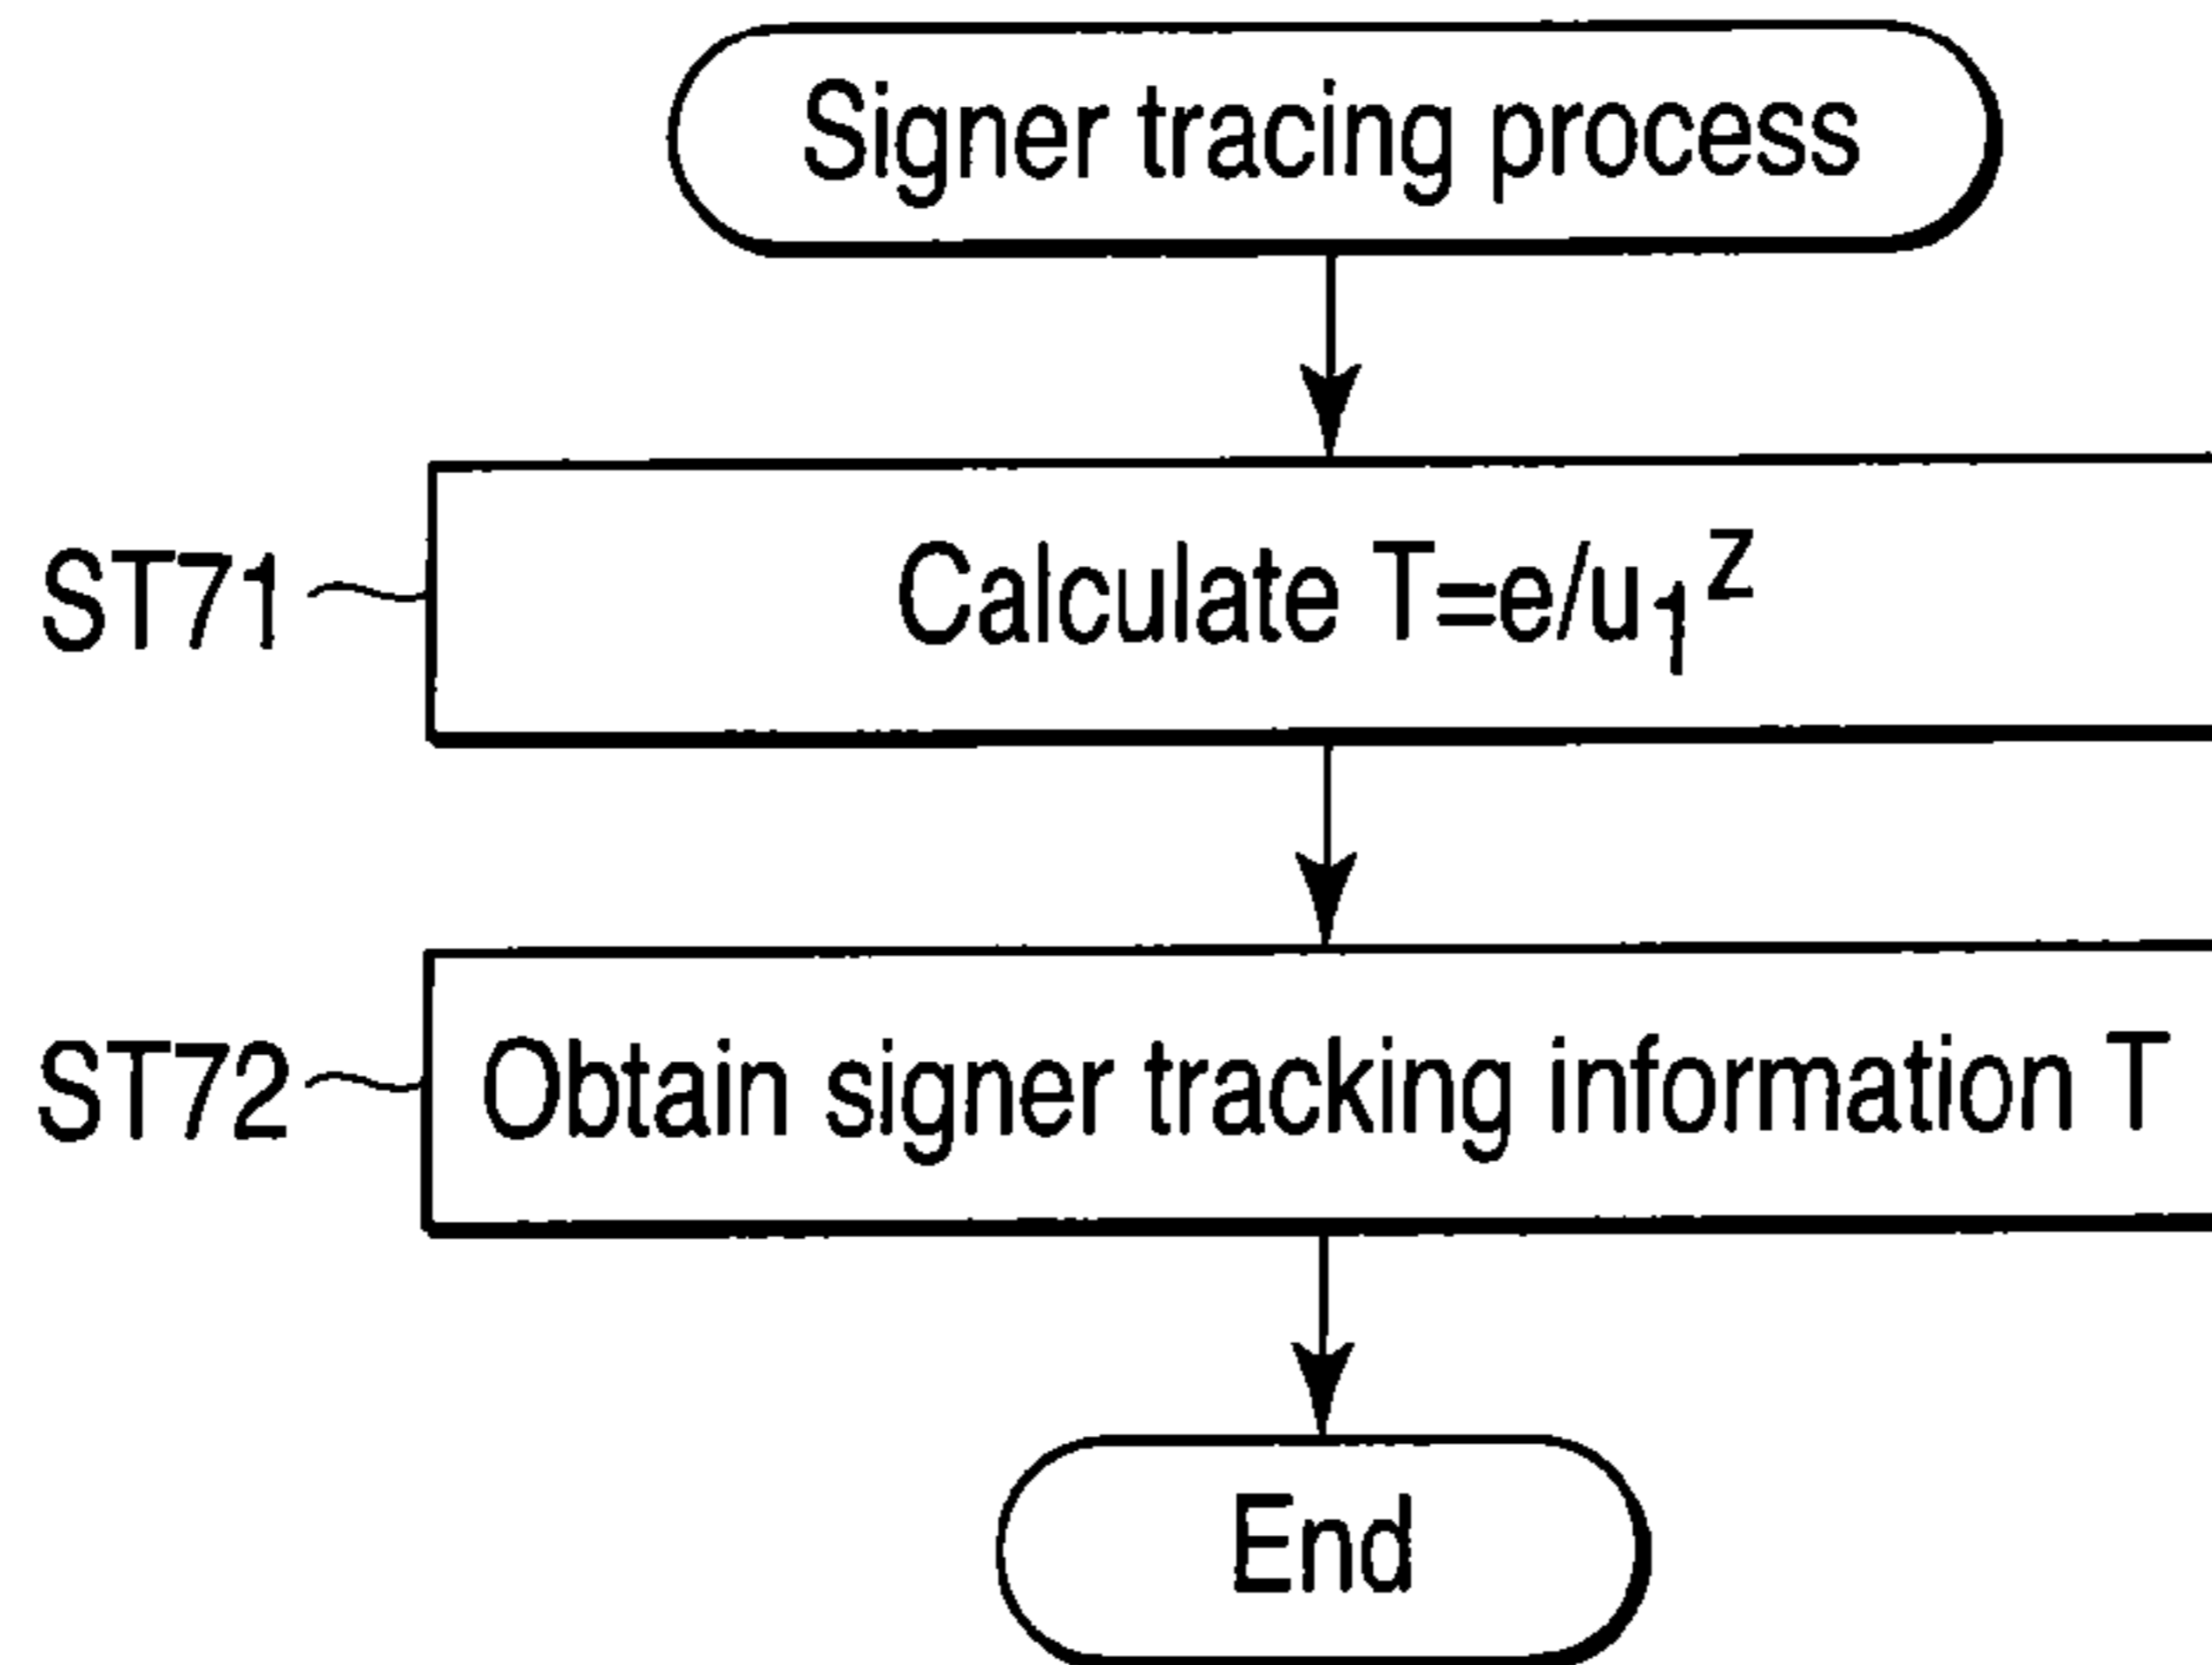 Signer tracing process
ST71
Calculate T=e/u₁ᶻ
ST72
Obtain signer tracking information T
End